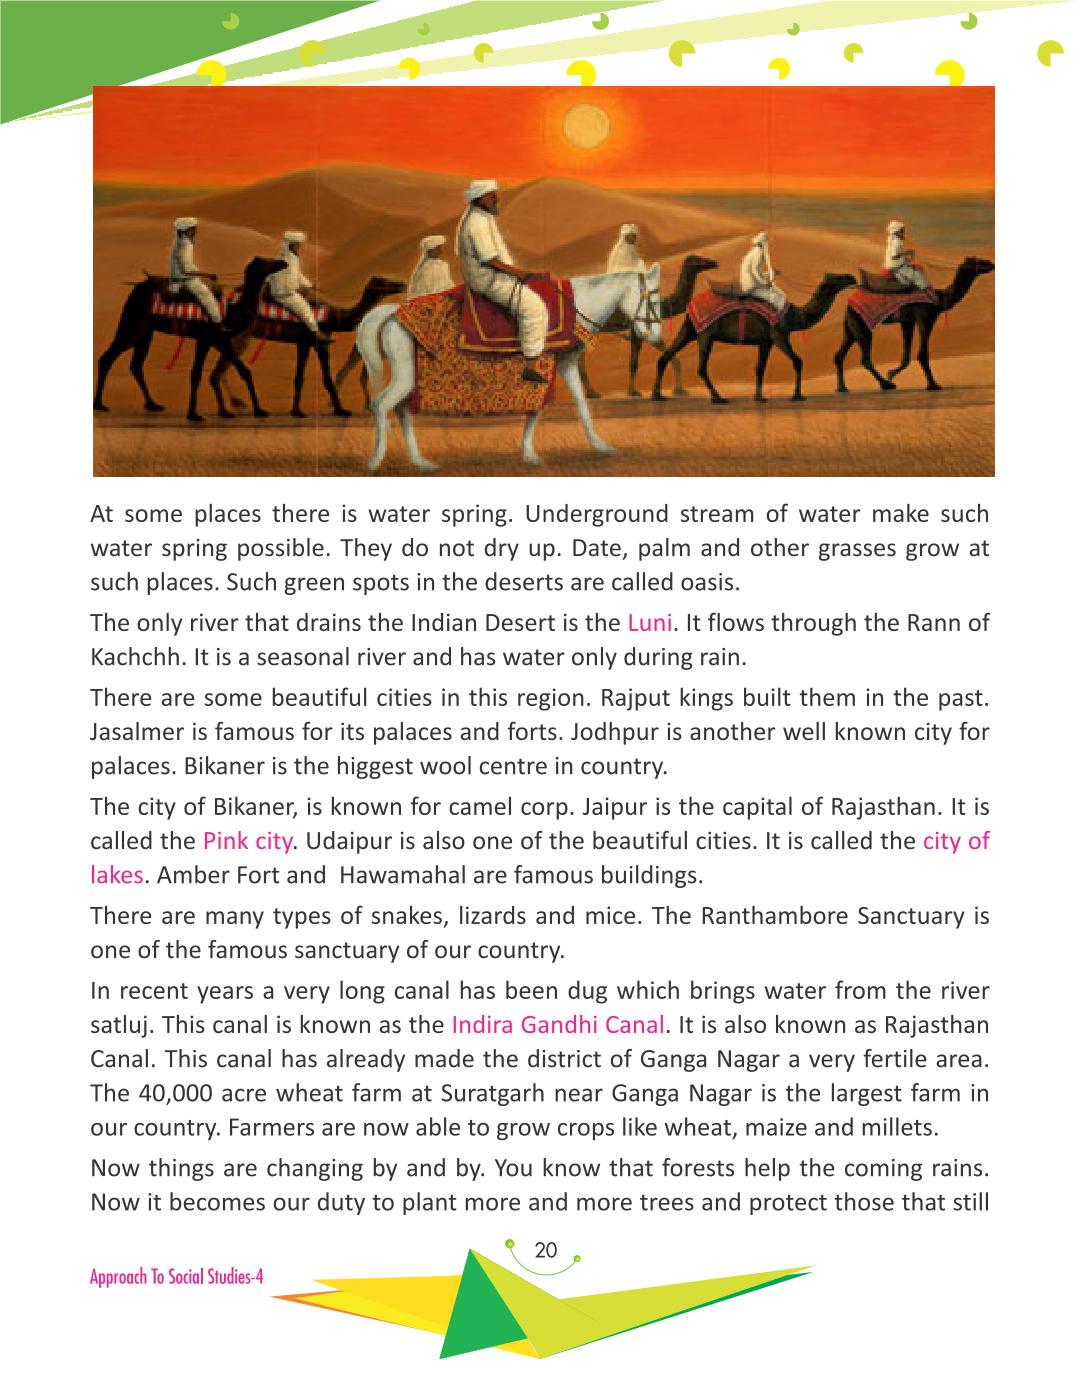 At some places there is water spring. Underground stream of water make such
water spring possible. They do not dry up. Date, palm and other grasses grow at
such places. Such green spots in the deserts are called oasis.
The only river that drains the Indian Desert is the Luni. It flows through the Rann of
Kachchh. It is a seasonal river and has water only during rain.
There are some beautiful cities in this region. Rajput kings built them in the past.
Jasalmer is famous for its palaces and forts. Jodhpur is another well known city for
palaces. Bikaner is the higgest wool centre in country.
The city of Bikaner, is known for camel corp. Jaipur is the capital of Rajasthan. It is
called the Pink city. Udaipur is also one of the beautiful cities. It is called the city of
lakes. Amber Fort and Hawamahal are famous buildings.
There are many types of snakes, lizards and mice. The Ranthambore Sanctuary is
one of the famous sanctuary of our country.
In recent years a very long canal has been dug which brings water from the river
satluj. This canal is known as the Indira Gandhi Canal. It is also known as Rajasthan
Canal. This canal has already made the district of Ganga Nagar a very fertile area.
The 40,000 acre wheat farm at Suratgarh near Ganga Nagar is the largest farm in
our country. Farmers are now able to grow crops like wheat, maize and millets.
Now things are changing by and by. You know that forests help the coming rains.
Now it becomes our duty to plant more and more trees and protect those that still
20
Approach To Social Studies-4